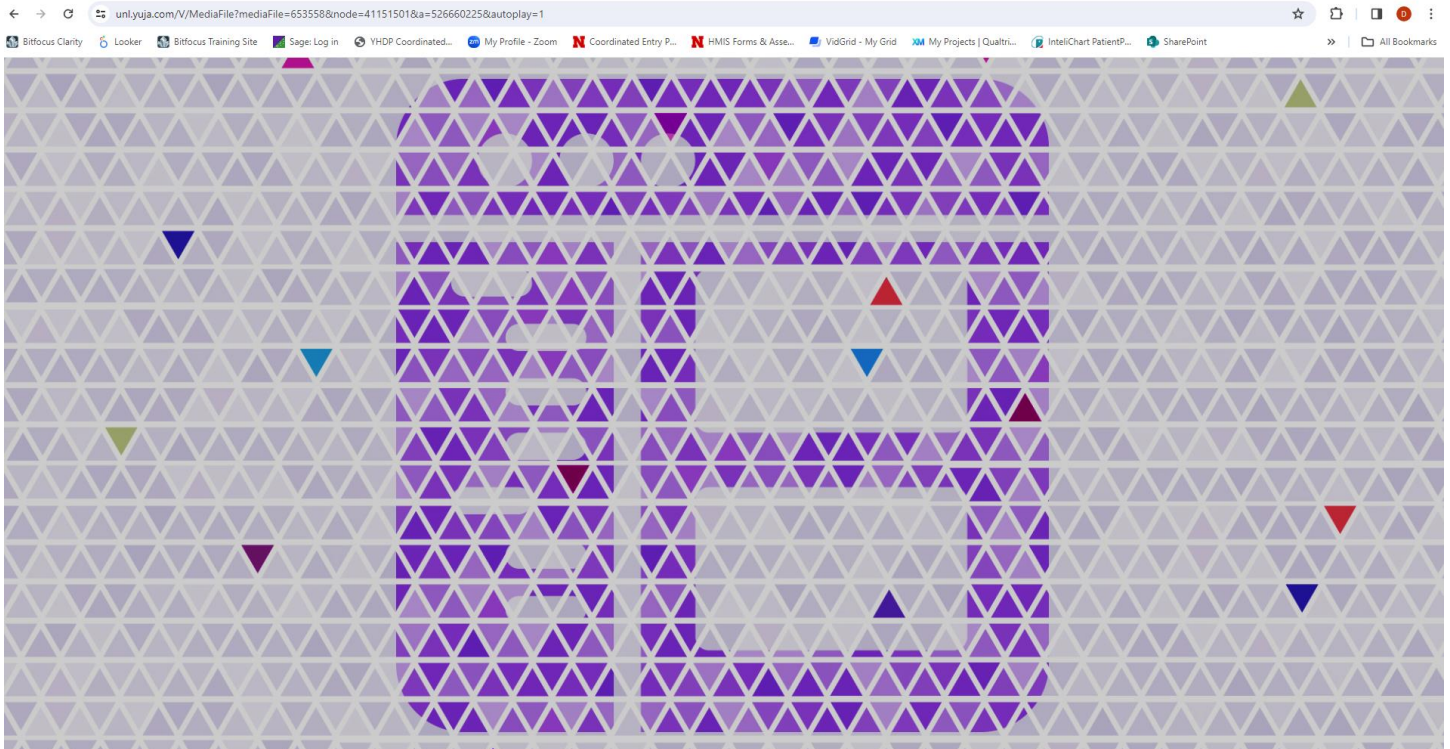 unl.yuja.com/V/MediaFile?mediaFile=653558&node=41151501&a=526660225&autoplay=1
D
Bitfocus Clarity Looker Bitfocus Training Site Sage: Log in YHDP Coordinated... zm My Profile - Zoom N Coordinated Entry P... N HMIS Forms & Asse... VidGrid - My Grid XM My Projects | Qualtri... InteliChart PatientP... SharePoint » All Bookmarks